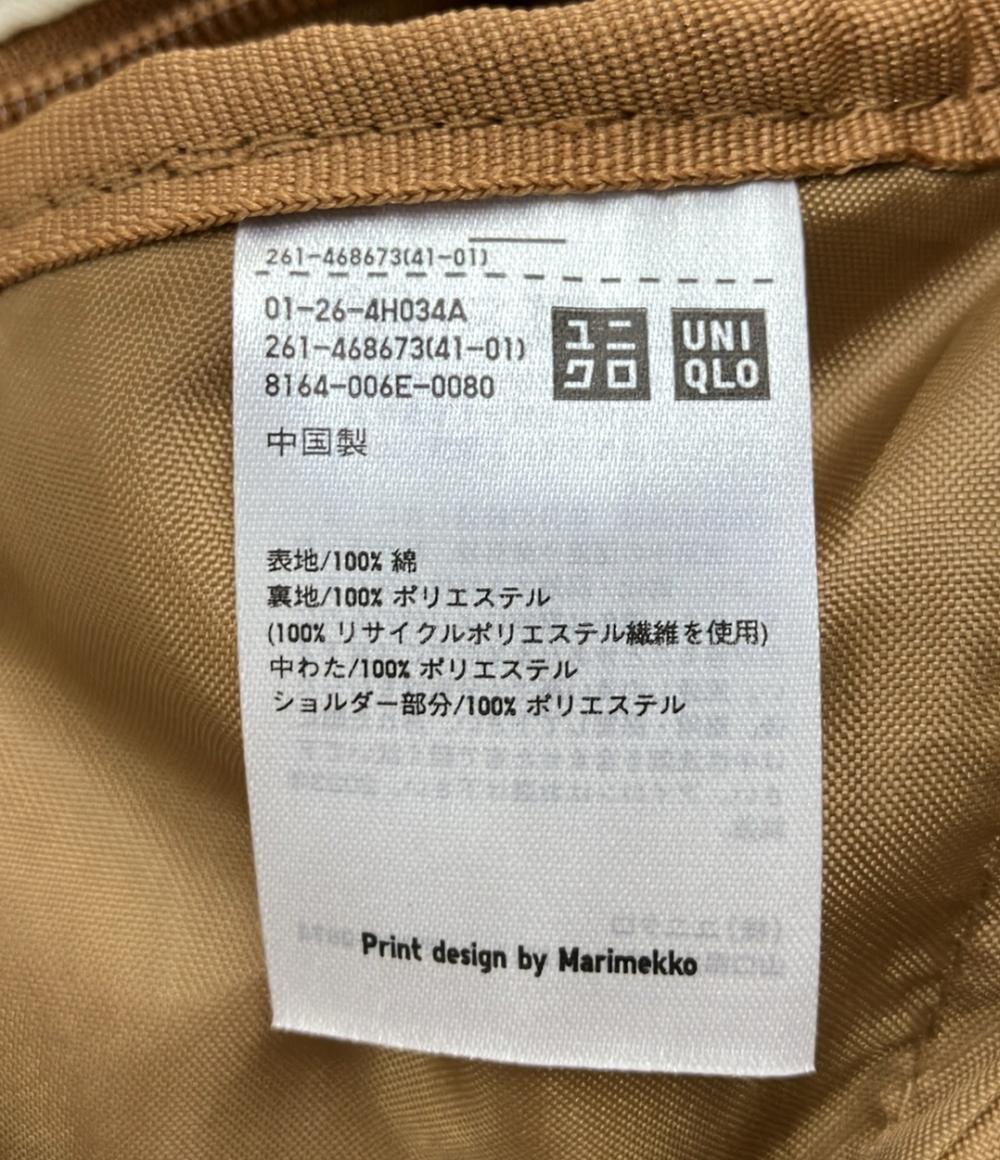 261-468673(41-01)
01-26-4H034A
261-468673(41-01)
8164-006E-0080
ユニ
クロ
UNI
QLO
中国製
表地/100% 綿
裏地/100% ポリエステル
(100% リサイクルポリエステル繊維を使用)
中わた/100% ポリエステル
ショルダー部分/100% ポリエステル
Print design by Marimekko